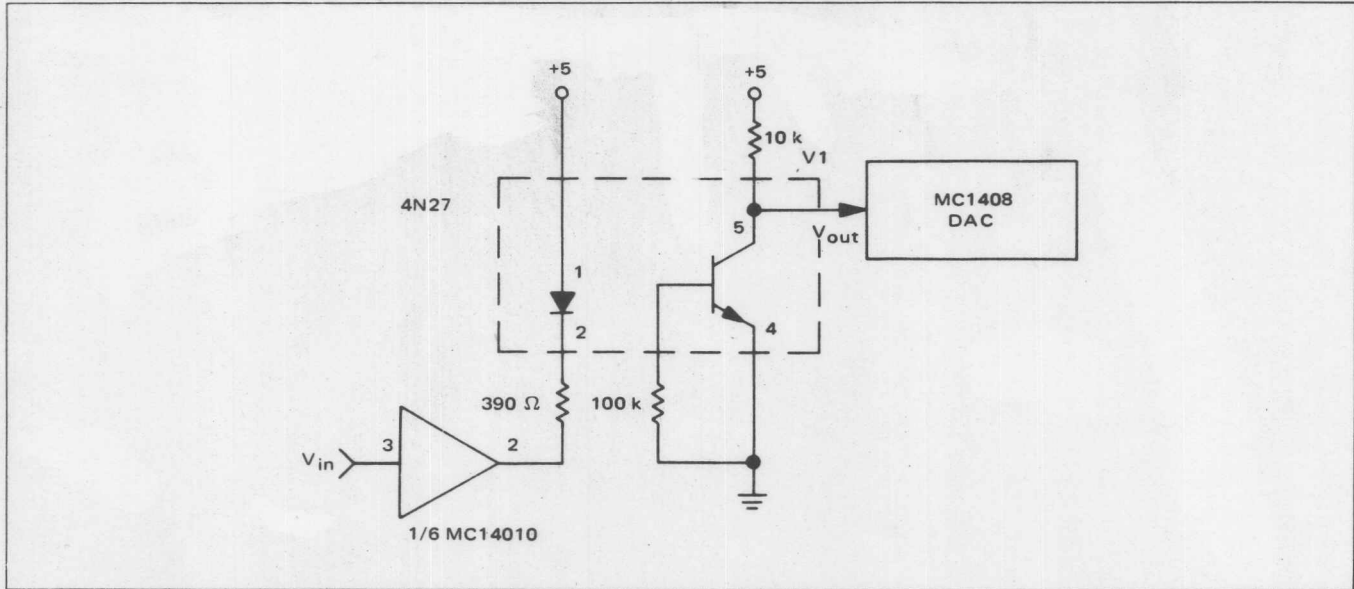 +5
+5
10 k
V1
4N27
MC1408
DAC
5
Vout
1
2
4
390 Ω
100 k
Vin
3
2
1/6 MC14010